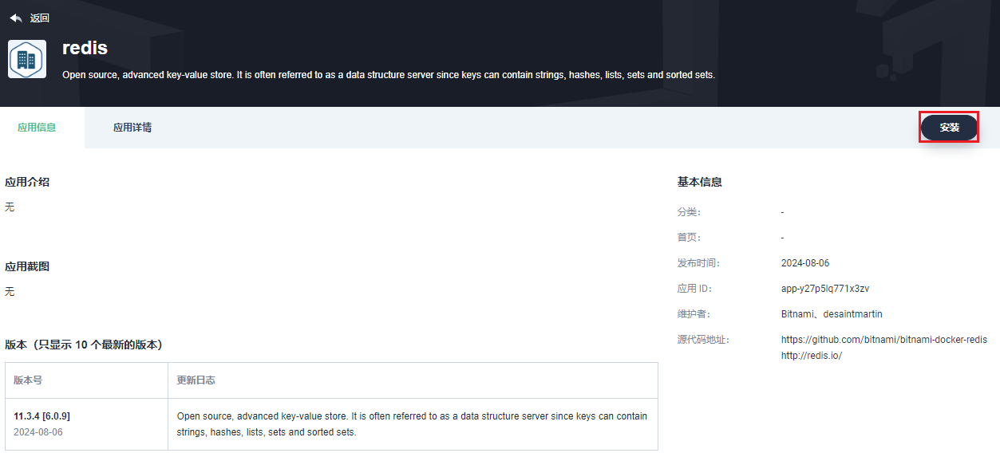 返回
redis
Open source, advanced key-value store. It is often referred to as a data structure server since keys can contain strings, hashes, lists, sets and sorted sets.
应用信息
应用详情
安装
应用介绍
无
应用截图
无
版本（只显示 10 个最新的版本）
版本号
更新日志
11.3.4 [6.0.9]
2024-08-06
Open source, advanced key-value store. It is often referred to as a data structure server since keys can contain
strings, hashes, lists, sets and sorted sets.
基本信息
分类： -
首页： -
发布时间： 2024-08-06
应用 ID： app-y27p5lq771x3zv
维护者： Bitnami、desaintmartin
源代码地址： https://github.com/bitnami/bitnami-docker-redis
http://redis.io/